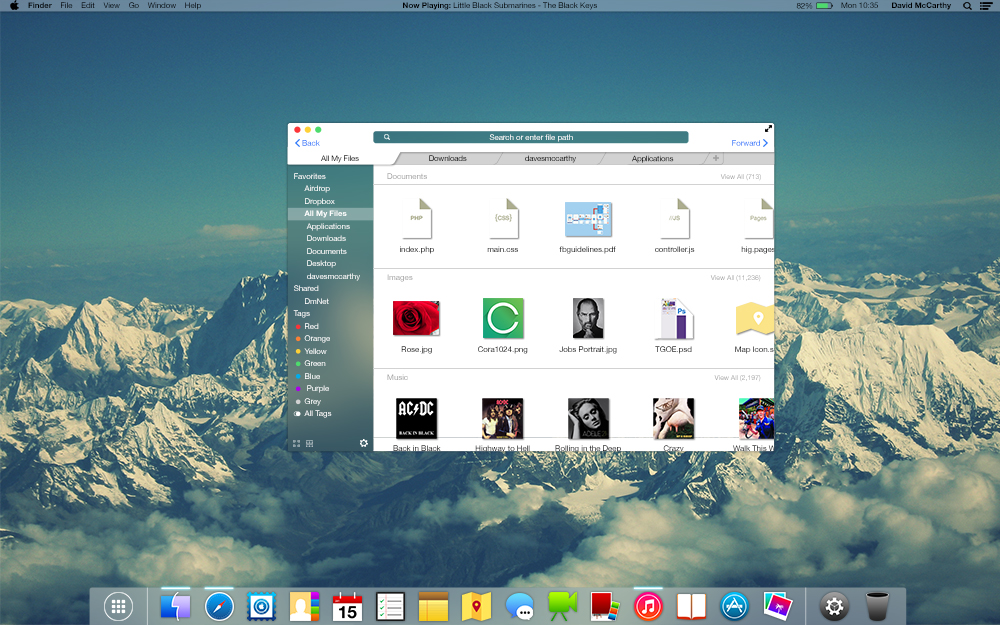 Finder File Edit View Go Window Help Now Playing: Little Black Submarines - The Black Keys 82% Mon 10:35 David McCarthy
Search or enter file path
Back Forward
All My Files Downloads davesmccarthy Applications +
Favorites
Airdrop
Dropbox
All My Files
Applications
Downloads
Documents
Desktop
davesmccarthy
Shared
DmNet
Tags
Red
Orange
Yellow
Green
Blue
Purple
Grey
All Tags
Documents View All (713)
PHP {CSS} //JS Pages
index.php main.css fbguidelines.pdf controller.js hig.pages
Images View All (11,238)
Ps
Rose.jpg Cora1024.png Jobs Portrait.jpg TGOE.psd Map Icon.s
Music View All (2,197)
AC/DC
BACK IN BLACK
Back in Black Highway to Hell Rolling in the Deep Crazy Walk This W
15